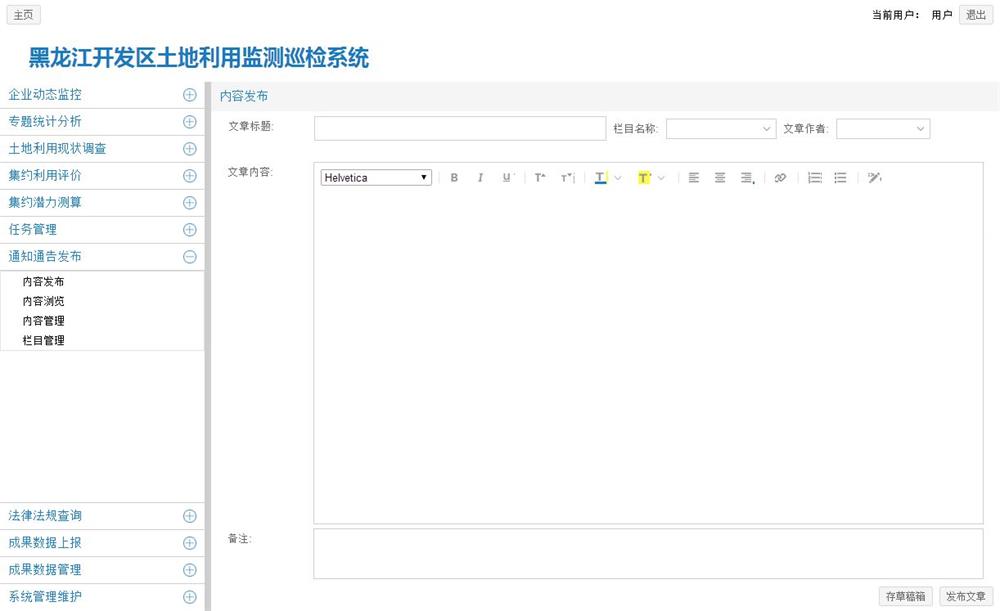 主页
当前用户： 用户 退出
黑龙江开发区土地利用监测巡检系统
企业动态监控
专题统计分析
土地利用现状调查
集约利用评价
集约潜力测算
任务管理
通知通告发布
内容发布
内容浏览
内容管理
栏目管理
法律法规查询
成果数据上报
成果数据管理
系统管理维护
内容发布
文章标题: 栏目名称: 文章作者:
文章内容:
Helvetica B I U T T T T
备注:
存草稿箱 发布文章